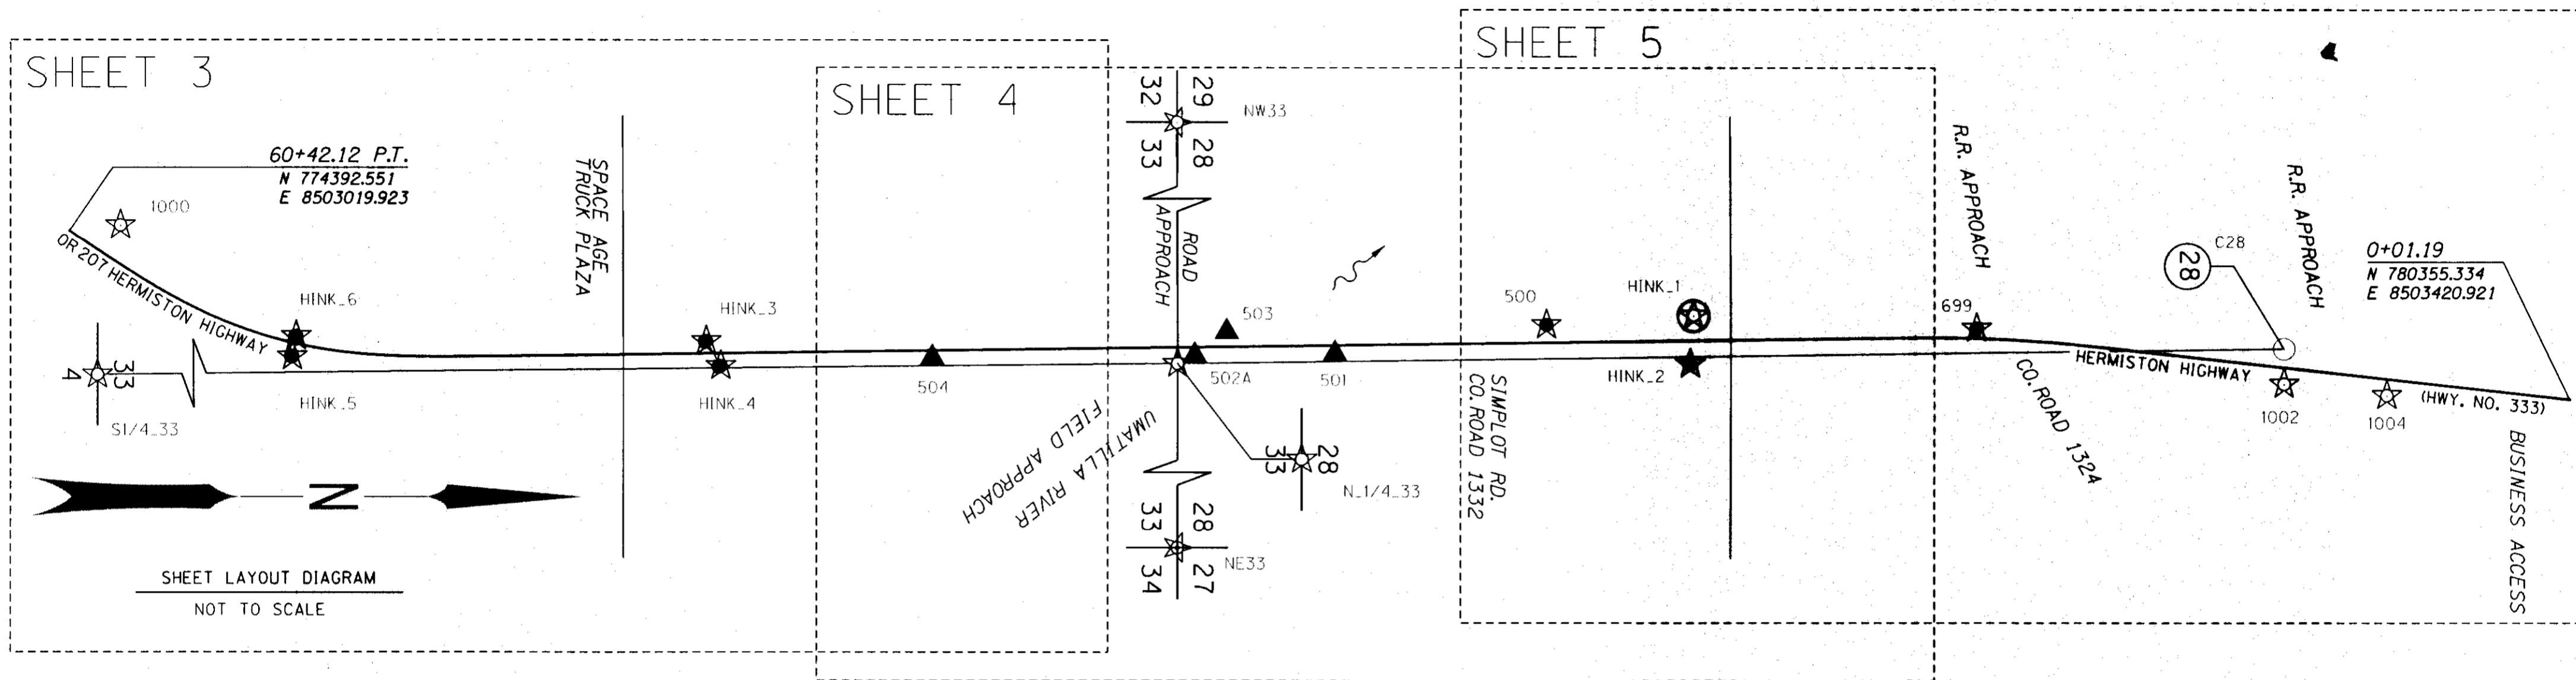 SHEET 3
SHEET 4
SHEET 5
60+42.12 P.T.
N 774392.551
E 8503019.923
1000
OR 207 HERMISTON HIGHWAY
HINK_6
HINK_5
4
33
S1/4_33
SPACE AGE
TRUCK PLAZA
HINK_3
HINK_4
504
32
29
33
28
NW33
ROAD
APPROACH
503
502A
501
UMATILLA RIVER
FIELD APPROACH
33
28
N_1/4_33
33
28
34
27
NE33
500
SIMPLOT RD.
CO. ROAD 1332
HINK_1
HINK_2
R.R. APPROACH
699
CO. ROAD 1324
HERMISTON HIGHWAY
(HWY. NO. 333)
28
C28
R.R. APPROACH
1002
1004
0+01.19
N 780355.334
E 8503420.921
BUSINESS ACCESS
N
SHEET LAYOUT DIAGRAM
NOT TO SCALE